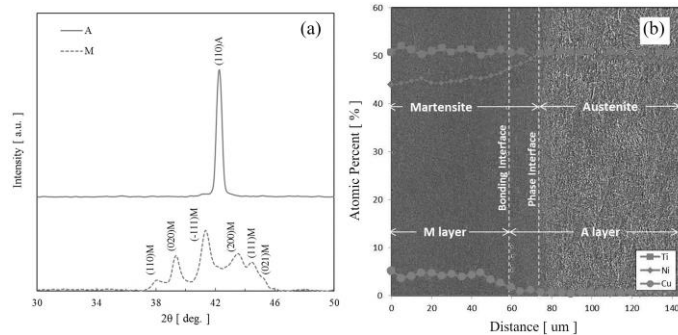 (a)
A
M
(110)A
Intensity [ a.u. ]
(110)M
(020)M
(-111)M
(200)M
(111)M
(021)M
30 34 38 42 46 50
2θ [ deg. ]
(b)
60
50
40
30
20
10
0
Atomic Percent [ % ]
Martensite
Austenite
Bonding Interface
Phase Interface
M layer
A layer
Ti
Ni
Cu
0 20 40 60 80 100 120 140
Distance [ um ]